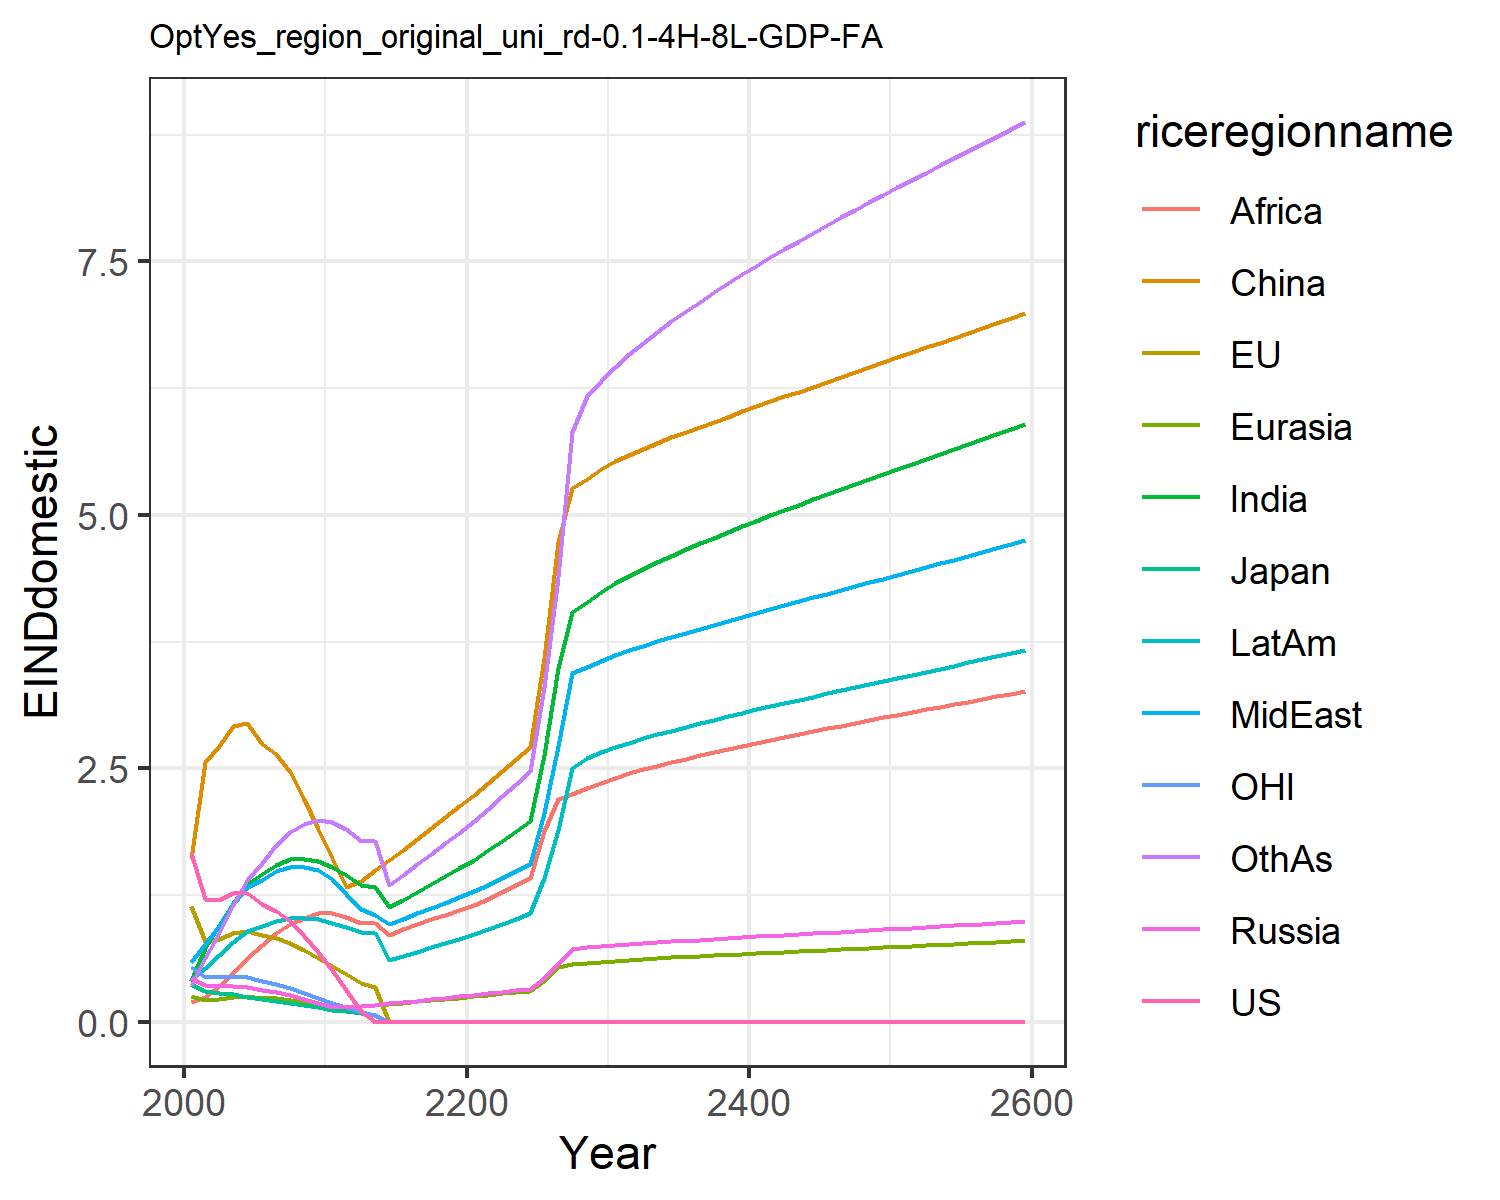 OptYes_region_original_uni_rd-0.1-4H-8L-GDP-FA
riceregionname
Africa
China
EU
Eurasia
India
Japan
LatAm
MidEast
OHI
OthAs
Russia
US
EINDdomestic
7.5
5.0
2.5
0.0
2000 2200 2400 2600
Year